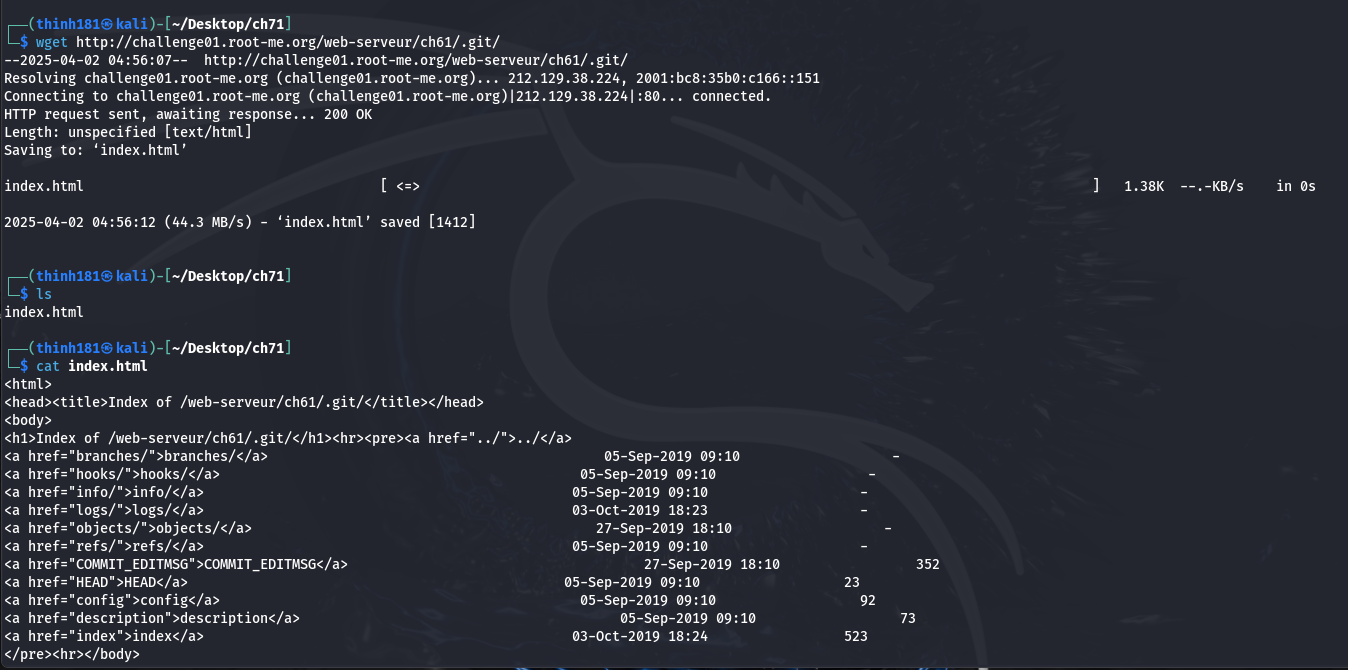 ┌──(thinh181㉿kali)-[~/Desktop/ch71]
└─$ wget http://challenge01.root-me.org/web-serveur/ch61/.git/
--2025-04-02 04:56:07--  http://challenge01.root-me.org/web-serveur/ch61/.git/
Resolving challenge01.root-me.org (challenge01.root-me.org)... 212.129.38.224, 2001:bc8:35b0:c166::151
Connecting to challenge01.root-me.org (challenge01.root-me.org)|212.129.38.224|:80... connected.
HTTP request sent, awaiting response... 200 OK
Length: unspecified [text/html]
Saving to: ‘index.html’
index.html                                     [ <=>                                                                                    ]   1.38K  --.-KB/s    in 0s
2025-04-02 04:56:12 (44.3 MB/s) - ‘index.html’ saved [1412]
┌──(thinh181㉿kali)-[~/Desktop/ch71]
└─$ ls
index.html
┌──(thinh181㉿kali)-[~/Desktop/ch71]
└─$ cat index.html
<html>
<head><title>Index of /web-serveur/ch61/.git/</title></head>
<body>
<h1>Index of /web-serveur/ch61/.git/</h1><hr><pre><a href="../">../</a>
<a href="branches/">branches/</a>                                          05-Sep-2019 09:10                   -
<a href="hooks/">hooks/</a>                                             05-Sep-2019 09:10                   -
<a href="info/">info/</a>                                              05-Sep-2019 09:10                   -
<a href="logs/">logs/</a>                                              03-Oct-2019 18:23                   -
<a href="objects/">objects/</a>                                           27-Sep-2019 18:10                   -
<a href="refs/">refs/</a>                                              05-Sep-2019 09:10                   -
<a href="COMMIT_EDITMSG">COMMIT_EDITMSG</a>                                     27-Sep-2019 18:10                 352
<a href="HEAD">HEAD</a>                                               05-Sep-2019 09:10                  23
<a href="config">config</a>                                             05-Sep-2019 09:10                  92
<a href="description">description</a>                                        05-Sep-2019 09:10                  73
<a href="index">index</a>                                              03-Oct-2019 18:24                 523
</pre><hr></body>